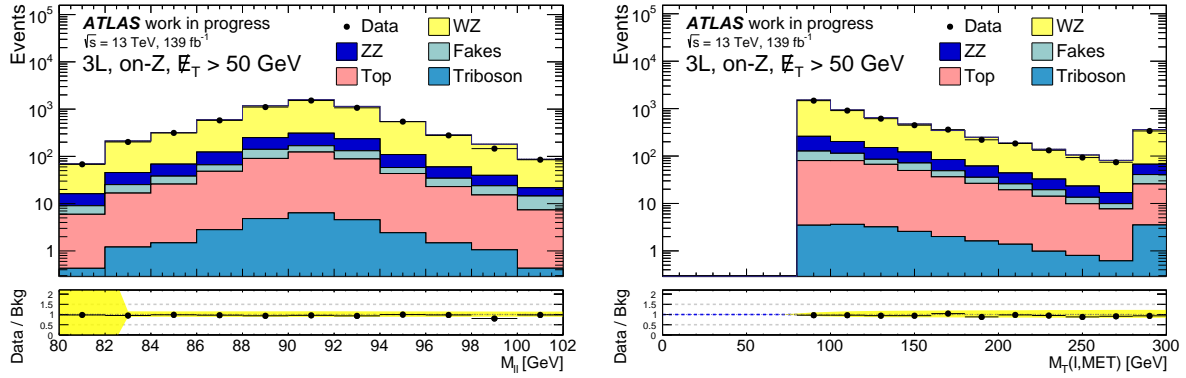 ATLAS work in progress
√s = 13 TeV, 139 fb⁻¹
3L, on-Z, E̸_T > 50 GeV
Data
ZZ
Top
WZ
Fakes
Triboson
Events
10⁵
10⁴
10³
10²
10
1
Data / Bkg
2
1.5
1
0.5
0
80 82 84 86 88 90 92 94 96 98 100 102
M_ll [GeV]
ATLAS work in progress
√s = 13 TeV, 139 fb⁻¹
3L, on-Z, E̸_T > 50 GeV
Data
ZZ
Top
WZ
Fakes
Triboson
Events
10⁵
10⁴
10³
10²
10
1
Data / Bkg
2
1.5
1
0.5
0
0 50 100 150 200 250 300
M_T(l,MET) [GeV]